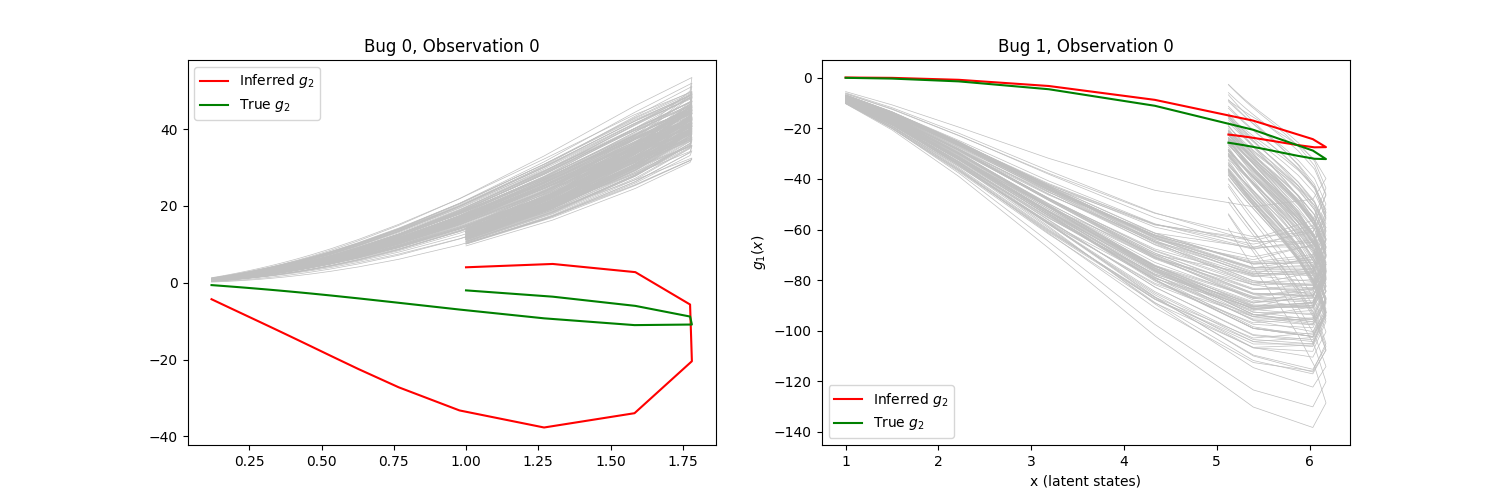 Bug 0, Observation 0
Inferred g₂
True g₂
40
20
0
−20
−40
0.25 0.50 0.75 1.00 1.25 1.50 1.75
Bug 1, Observation 0
Inferred g₂
True g₂
0
−20
−40
−60
−80
−100
−120
−140
g₁(x)
1 2 3 4 5 6
x (latent states)